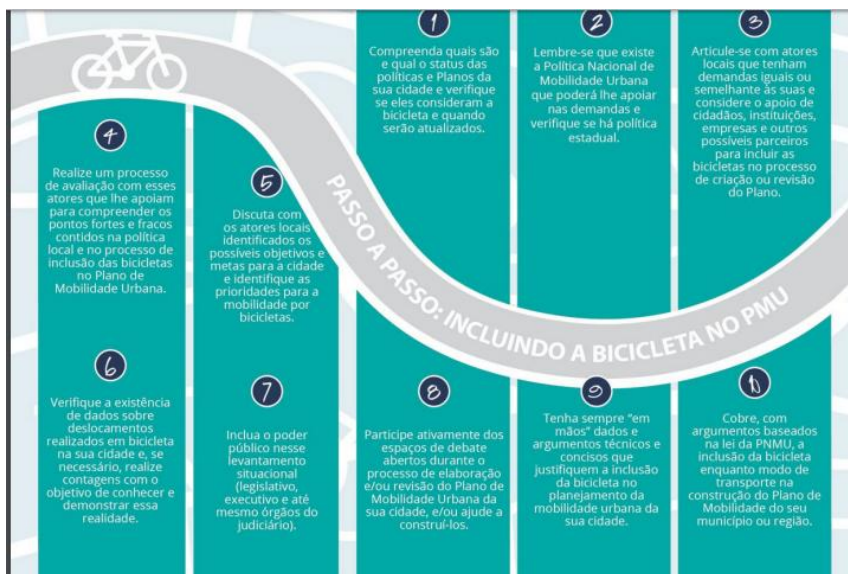 1
Compreenda quais são
e qual o status das
políticas e Planos da
sua cidade e verifique
se eles consideram a
bicicleta e quando
serão atualizados.
2
Lembre-se que existe
a Política Nacional de
Mobilidade Urbana
que poderá lhe apoiar
nas demandas e
verifique se há política
estadual.
3
Articule-se com atores
locais que tenham
demandas iguais ou
semelhante às suas e
considere o apoio de
cidadãos, instituições,
empresas e outros
possíveis parceiros
para incluir as
bicicletas no processo
de criação ou revisão
do Plano.
4
Realize um processo
de avaliação com esses
atores que lhe apoiam
para compreender os
pontos fortes e fracos
contidos na política
local e no processo de
inclusão das bicicletas
no Plano de
Mobilidade Urbana.
5
Discuta com
os atores locais
identificados os
possíveis objetivos e
metas para a cidade
e identifique as
prioridades para a
mobilidade por
bicicletas.
PASSO A PASSO: INCLUINDO A BICICLETA NO PMU
6
Verifique a existência
de dados sobre
deslocamentos
realizados em bicicleta
na sua cidade e, se
necessário, realize
contagens com o
objetivo de conhecer e
demonstrar essa
realidade.
7
Inclua o poder
público nesse
levantamento
situacional
(legislativo,
executivo e até
mesmo órgãos do
judiciário).
8
Participe ativamente dos
espaços de debate
abertos durante o
processo de elaboração
e/ou revisão do Plano de
Mobilidade Urbana da
sua cidade, e/ou ajude a
construí-los.
9
Tenha sempre “em
mãos” dados e
argumentos técnicos e
concisos que
justifiquem a inclusão
da bicicleta no
planejamento da
mobilidade urbana da
sua cidade.
10
Cobre, com
argumentos baseados
na lei da PNMU, a
inclusão da bicicleta
enquanto modo de
transporte na
construção do Plano de
Mobilidade do seu
município ou região.